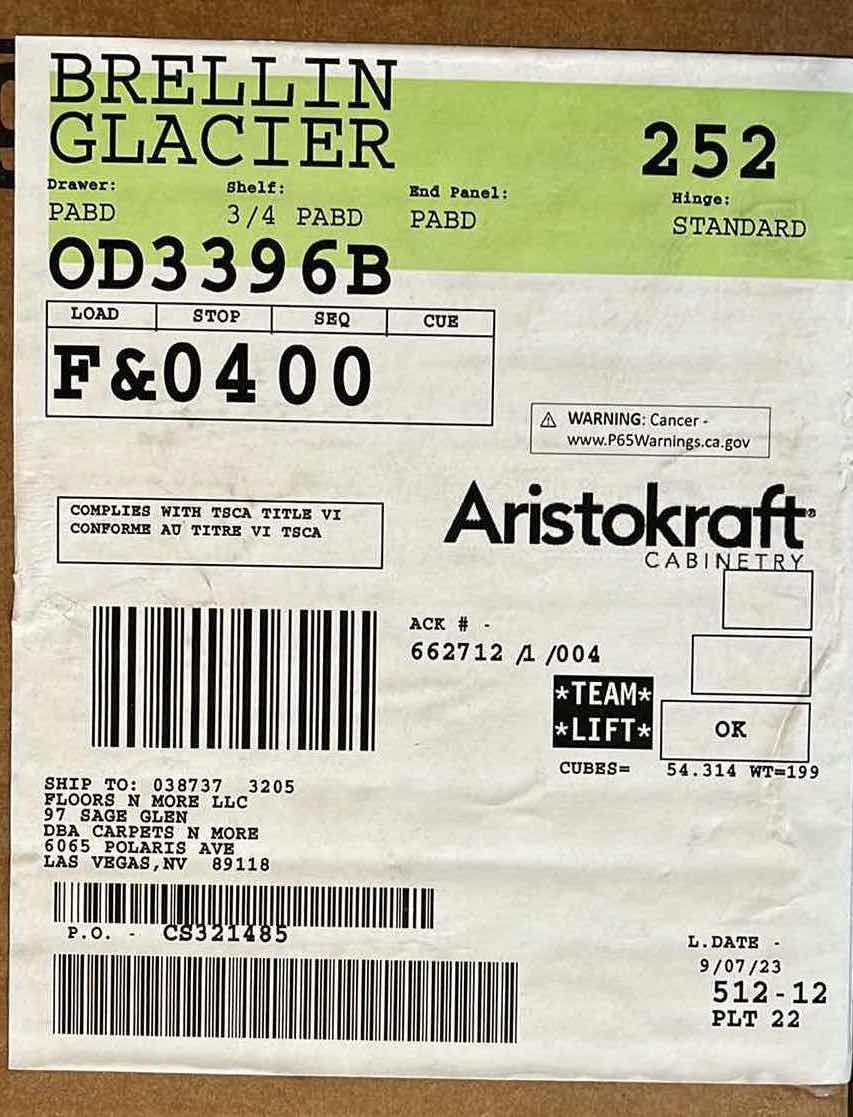 BRELLIN
GLACIER
252
Drawer: Shelf: End Panel: Hinge:
PABD 3/4 PABD PABD STANDARD
OD3396B
LOAD STOP SEQ CUE
F&0400
⚠ WARNING: Cancer -
www.P65Warnings.ca.gov
COMPLIES WITH TSCA TITLE VI
CONFORME AU TITRE VI TSCA
Aristokraft®
CABINETRY
ACK # -
662712 /1 /004
*TEAM*
*LIFT*
OK
CUBES= 54.314 WT=199
SHIP TO: 038737 3205
FLOORS N MORE LLC
97 SAGE GLEN
DBA CARPETS N MORE
6065 POLARIS AVE
LAS VEGAS,NV 89118
P.O. - CS321485
L.DATE -
9/07/23
512-12
PLT 22